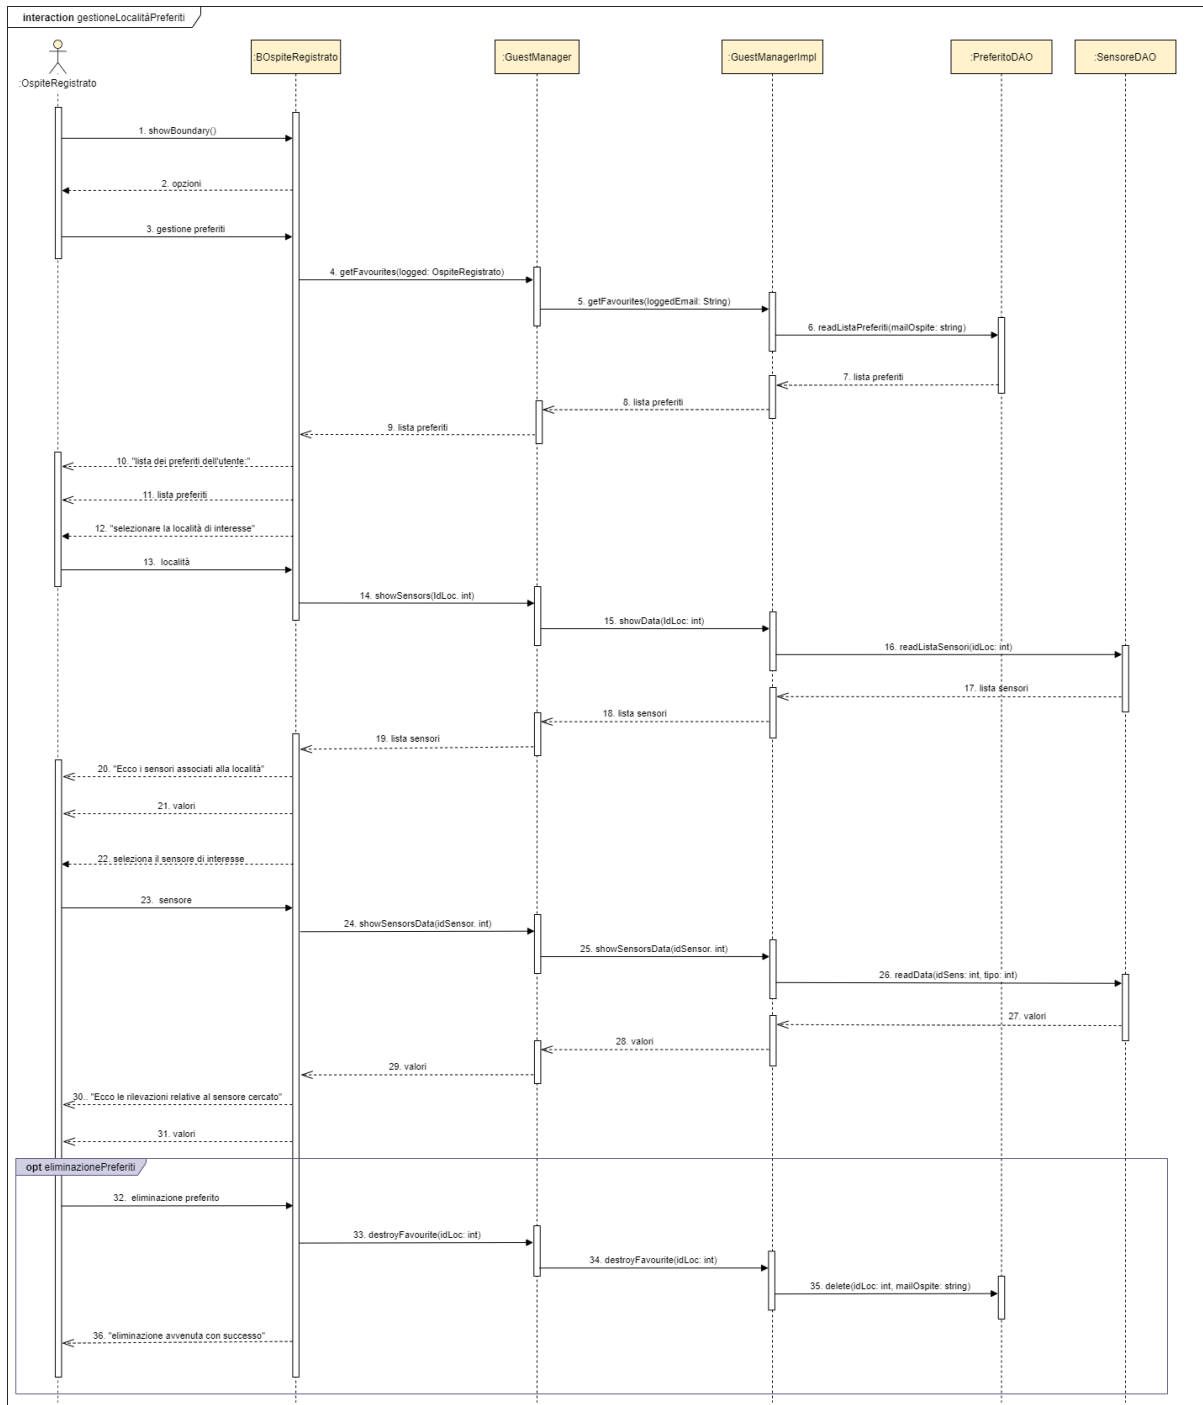 interaction gestioneLocalitàPreferiti
:OspiteRegistrato
:BOspiteRegistrato
:GuestManager
:GuestManagerImpl
:PreferitoDAO
:SensoreDAO
1. showBoundary()
2. opzioni
3. gestione preferiti
4. getFavourites(logged: OspiteRegistrato)
5. getFavourites(loggedEmail: String)
6. readListaPreferiti(mailOspite: string)
7. lista preferiti
8. lista preferiti
9. lista preferiti
10. "lista dei preferiti dell'utente:"
11. lista preferiti
12. "selezionare la località di interesse"
13. località
14. showSensors(IdLoc. int)
15. showData(IdLoc: int)
16. readListaSensori(idLoc: int)
17. lista sensori
18. lista sensori
19. lista sensori
20. "Ecco i sensori associati alla località"
21. valori
22. seleziona il sensore di interesse
23. sensore
24. showSensorsData(idSensor. int)
25. showSensorsData(idSensor. int)
26. readData(idSens: int, tipo: int)
27. valori
28. valori
29. valori
30.. "Ecco le rilevazioni relative al sensore cercato"
31. valori
opt eliminazionePreferiti
32. eliminazione preferito
33. destroyFavourite(idLoc: int)
34. destroyFavourite(idLoc: int)
35. delete(idLoc: int, mailOspite: string)
36. "eliminazione avvenuta con successo"